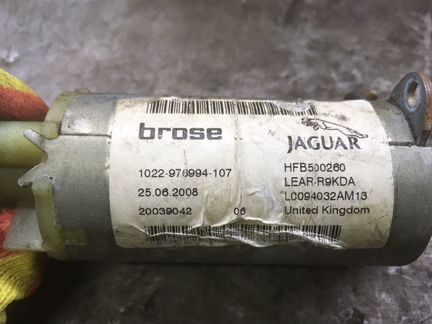 brose
1022-976994-107
25.06.2008
20039042 06
JAGUAR
HFB500260
LEAR-R9KDA
L0094032AM13
United Kingdom